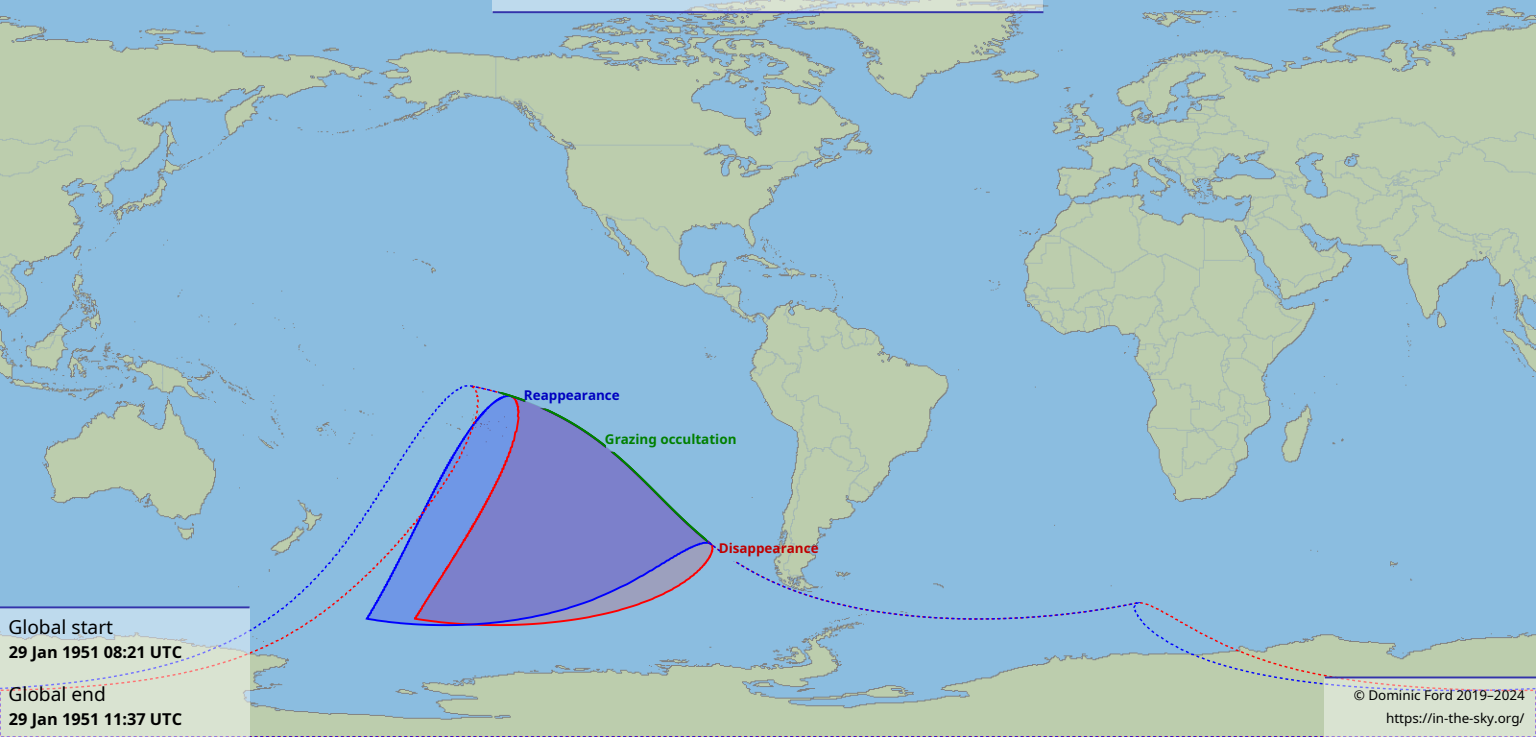 Reappearance
Grazing occultation
Disappearance
Global start
29 Jan 1951 08:21 UTC
Global end
29 Jan 1951 11:37 UTC
© Dominic Ford 2019–2024
https://in-the-sky.org/